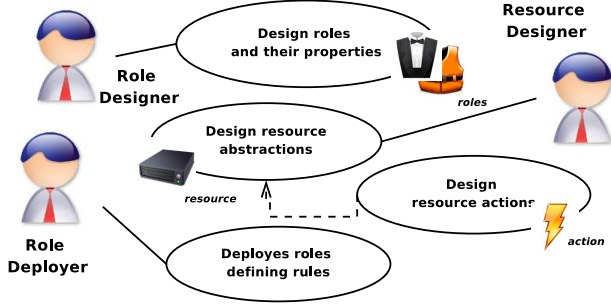 Resource
Designer
Design roles
and their properties
Role
Designer
roles
Design resource
abstractions
resource
Design
resource actions
action
Role
Deployer
Deployes roles
defining rules